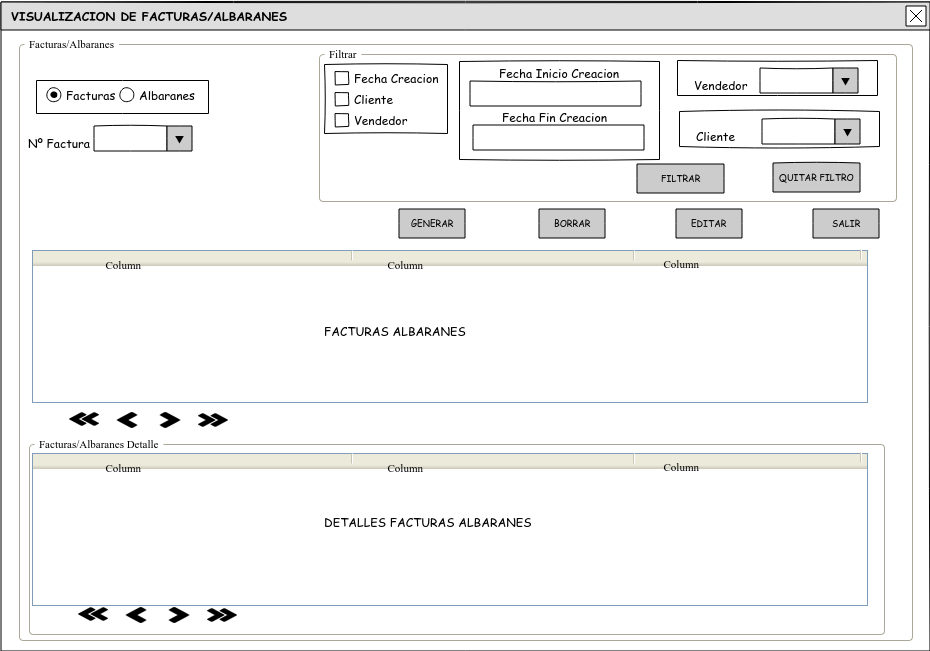 VISUALIZACION DE FACTURAS/ALBARANES
Facturas/Albaranes
Filtrar
Facturas Albaranes
Nº Factura
Fecha Creacion
Cliente
Vendedor
Fecha Inicio Creacion
Fecha Fin Creacion
Vendedor
Cliente
FILTRAR QUITAR FILTRO
GENERAR BORRAR EDITAR SALIR
Column Column Column
FACTURAS ALBARANES
Facturas/Albaranes Detalle
Column Column Column
DETALLES FACTURAS ALBARANES